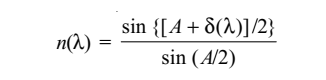 n(λ) = sin {[A + δ(λ)]/2} / sin (A/2)